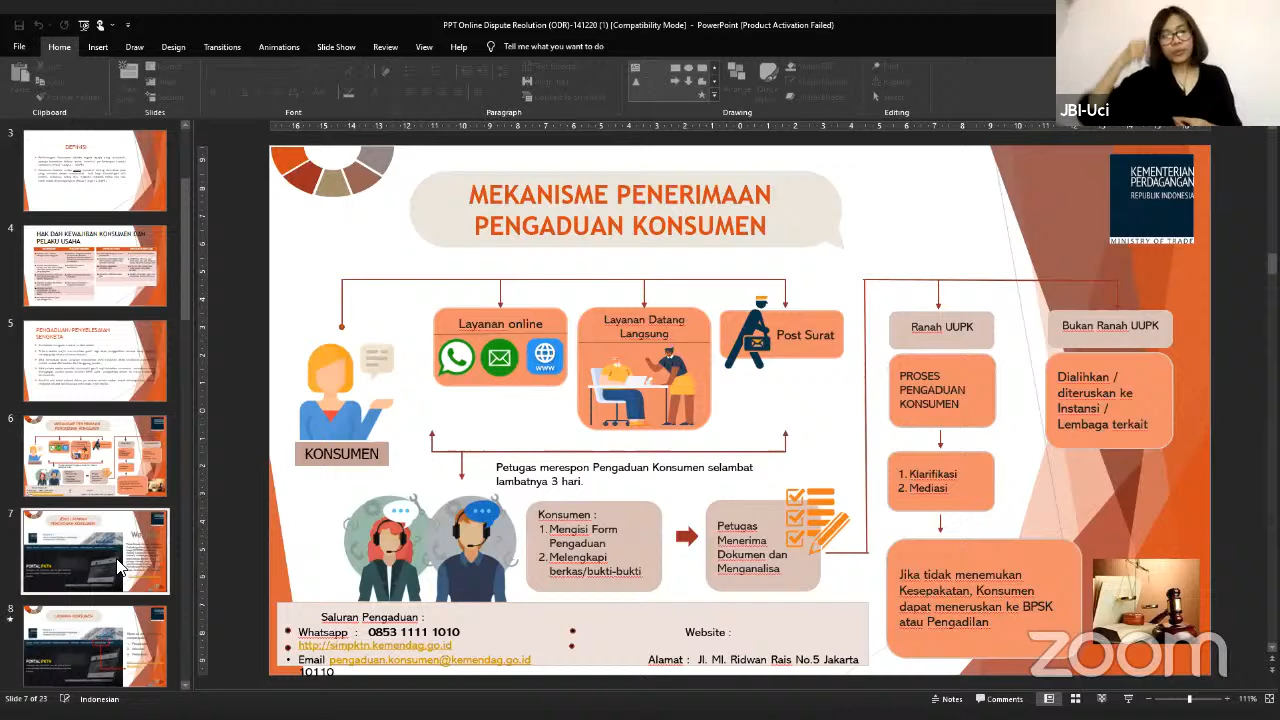 PPT Online Dispute Reolution (ODR)-141220 (1) [Compatibility Mode] - PowerPoint (Product Activation Failed)
File Home Insert Draw Design Transitions Animations Slide Show Review View Help Tell me what you want to do
Clipboard Slides Font Paragraph Drawing Editing
JBI-Uci
3
DEFINISI
4
HAK DAN KEWAJIBAN KONSUMEN DAN
PELAKU USAHA
5
PENGADUAN/PENYELESAIAN
SENGKETA
6
7
8
PORTAL PKTN
MEKANISME PENERIMAAN
PENGADUAN KONSUMEN
KEMENTERIAN
PERDAGANGAN
REPUBLIK INDONESIA
MINISTRY OF TRADE
Layanan online
WWW
Layanan Datang
Langsung
Post Surat
Ranah UUPK
Bukan Ranah UUPK
PROSES
PENGADUAN
KONSUMEN
Dialihkan /
diteruskan ke
Instansi /
Lembaga terkait
KONSUMEN
Petugas merespon Pengaduan Konsumen selambat
lambatnya 3 hari.
1. Klarifikasi
2. Mediasi
Konsumen :
1. Mengisi Form
Pengaduan
2. Melengkapi
berkas/bukti-bukti
Petugas
Menerima
Dokumen dan
Menganalisa
Jika tidak menemukan
Kesepakatan, Konsumen
dapat meneruskan ke BPSK
atau Pengadilan
Saluran Pengaduan :
Whatsapp : 0853 1111 1010 Website :
http://simpktn.kemendag.go.id
Email pengaduan.konsumen@kemendag.go.id Alamat : Jl. M.I Ridwan Rais No.5 Jakarta
10110
zoom
Slide 7 of 23 Indonesian Notes Comments 111%